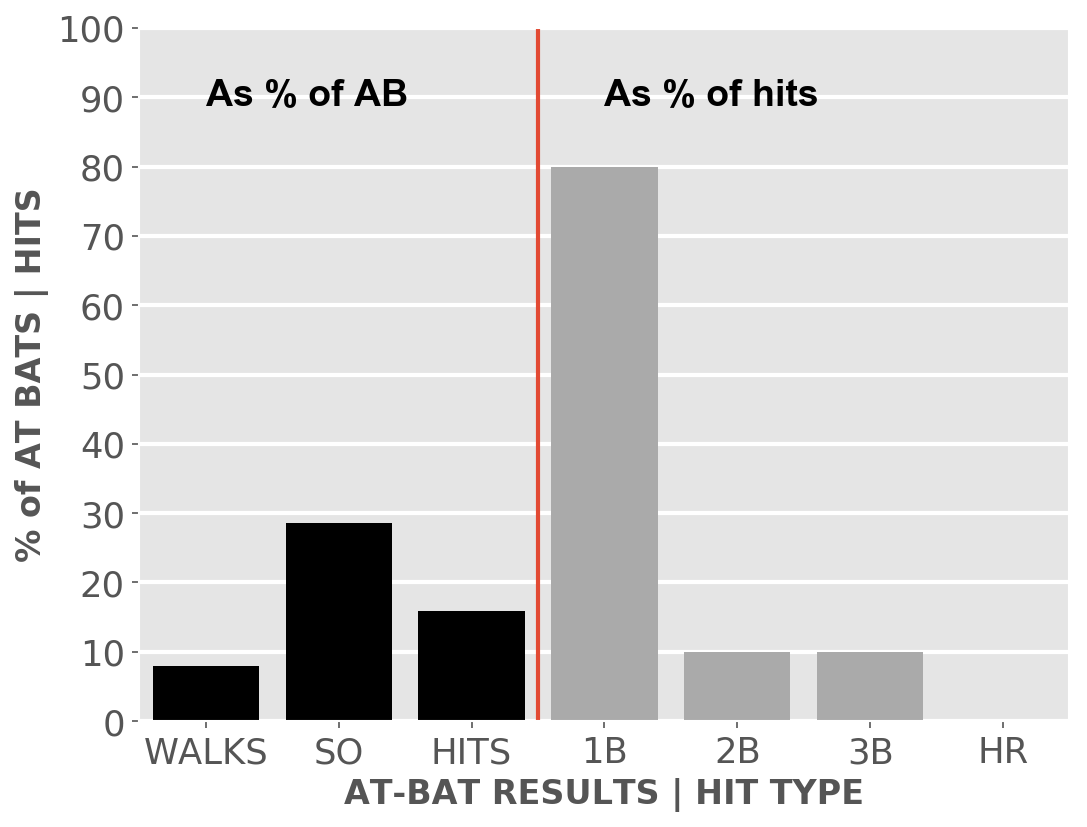 100
90
80
70
60
50
40
30
20
10
0
% of AT BATS | HITS
As % of AB
As % of hits
WALKS SO HITS 1B 2B 3B HR
AT-BAT RESULTS | HIT TYPE